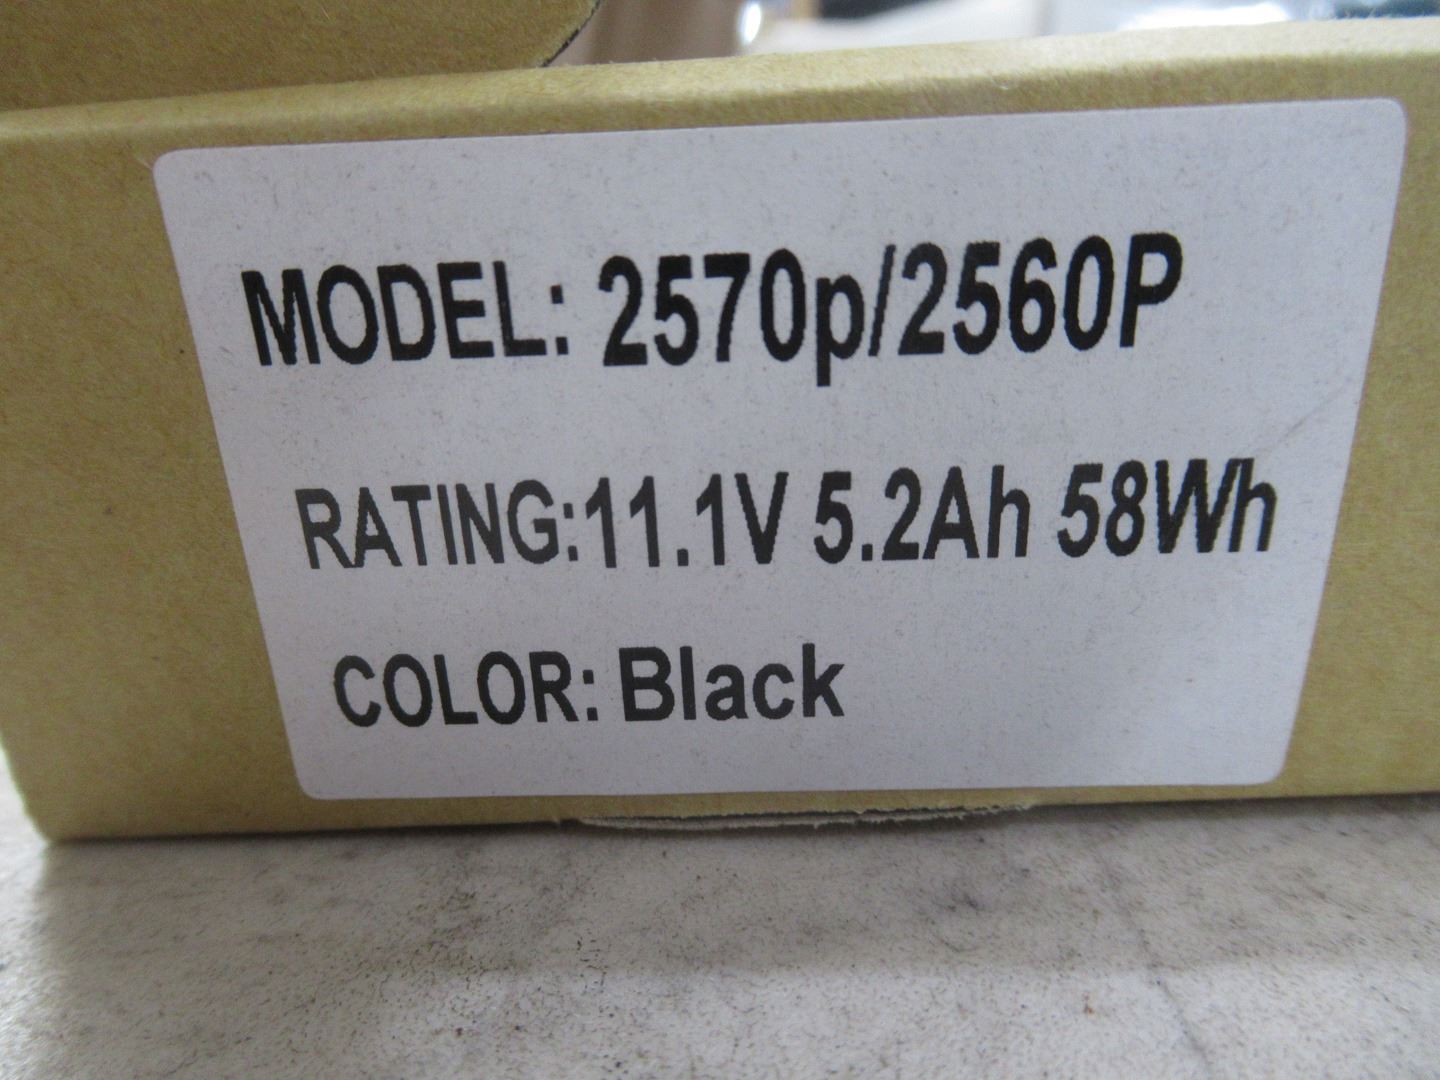 MODEL: 2570p/2560P
RATING:11.1V 5.2Ah 58Wh
COLOR: Black